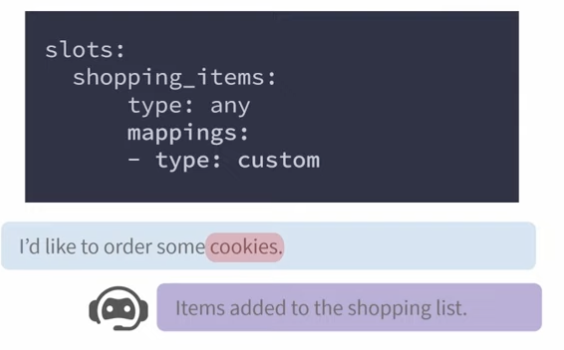 slots:
  shopping_items:
      type: any
      mappings:
      - type: custom
I’d like to order some cookies.
Items added to the shopping list.